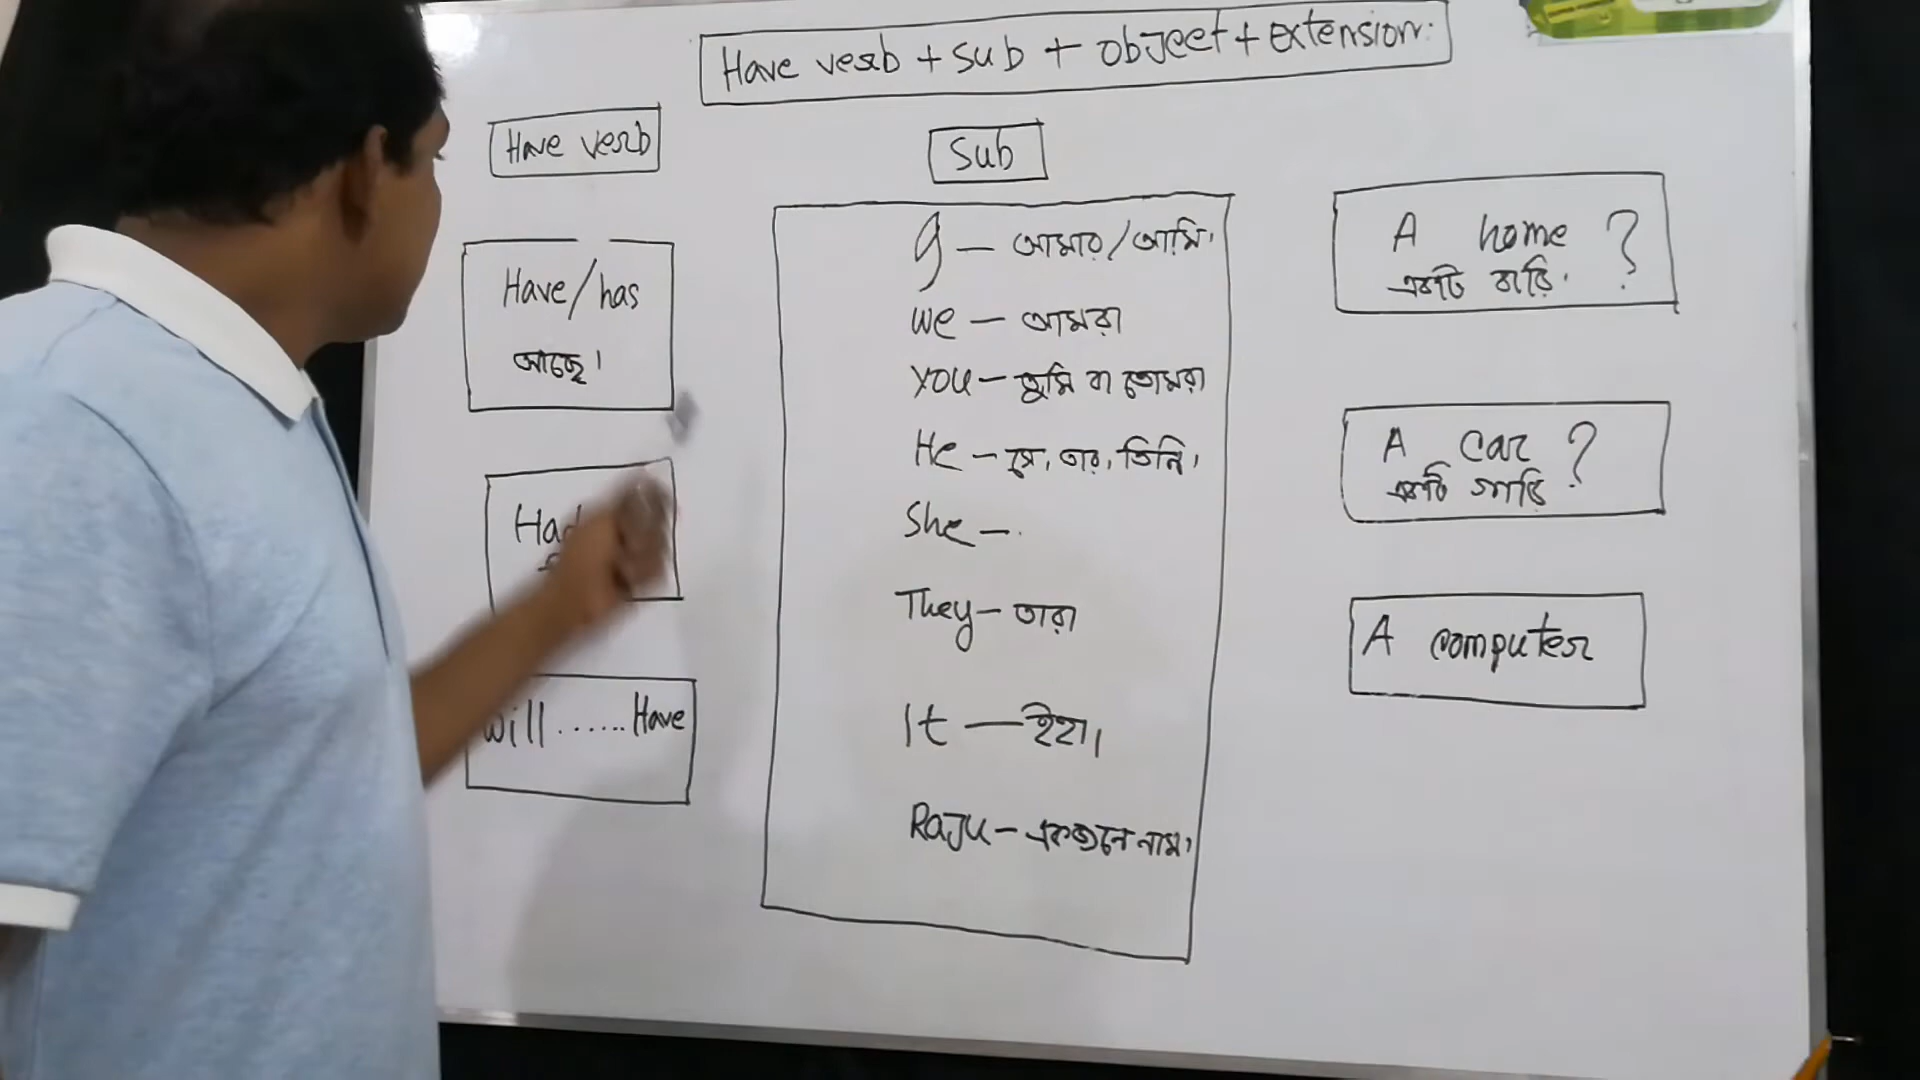 Have verb + sub + object + extension.
Have verb
Sub
Have/has
আছে।
Had
Will ...... Have
I — আমার/আমি।
We — আমরা
You — তুমি বা তোমরা
He — সে, তার, তিনি।
She —
They — তারা
It — ইহা।
Raju — একজনে নাম।
A home ?
একটি বাড়ি।
A car ?
একটি গাড়ি
A computer